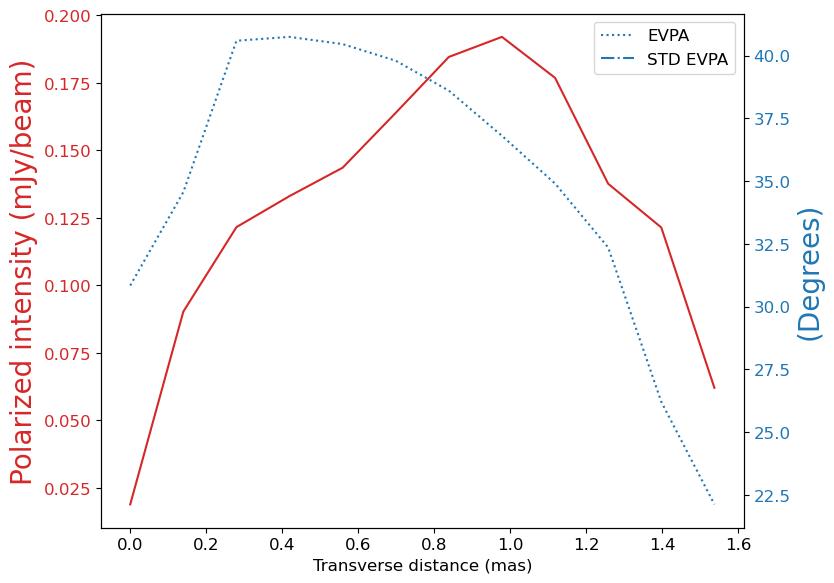 Polarized intensity (mJy/beam)
0.200
0.175
0.150
0.125
0.100
0.075
0.050
0.025
EVPA
STD EVPA
40.0
37.5
35.0
32.5
30.0
27.5
25.0
22.5
(Degrees)
0.0 0.2 0.4 0.6 0.8 1.0 1.2 1.4 1.6
Transverse distance (mas)